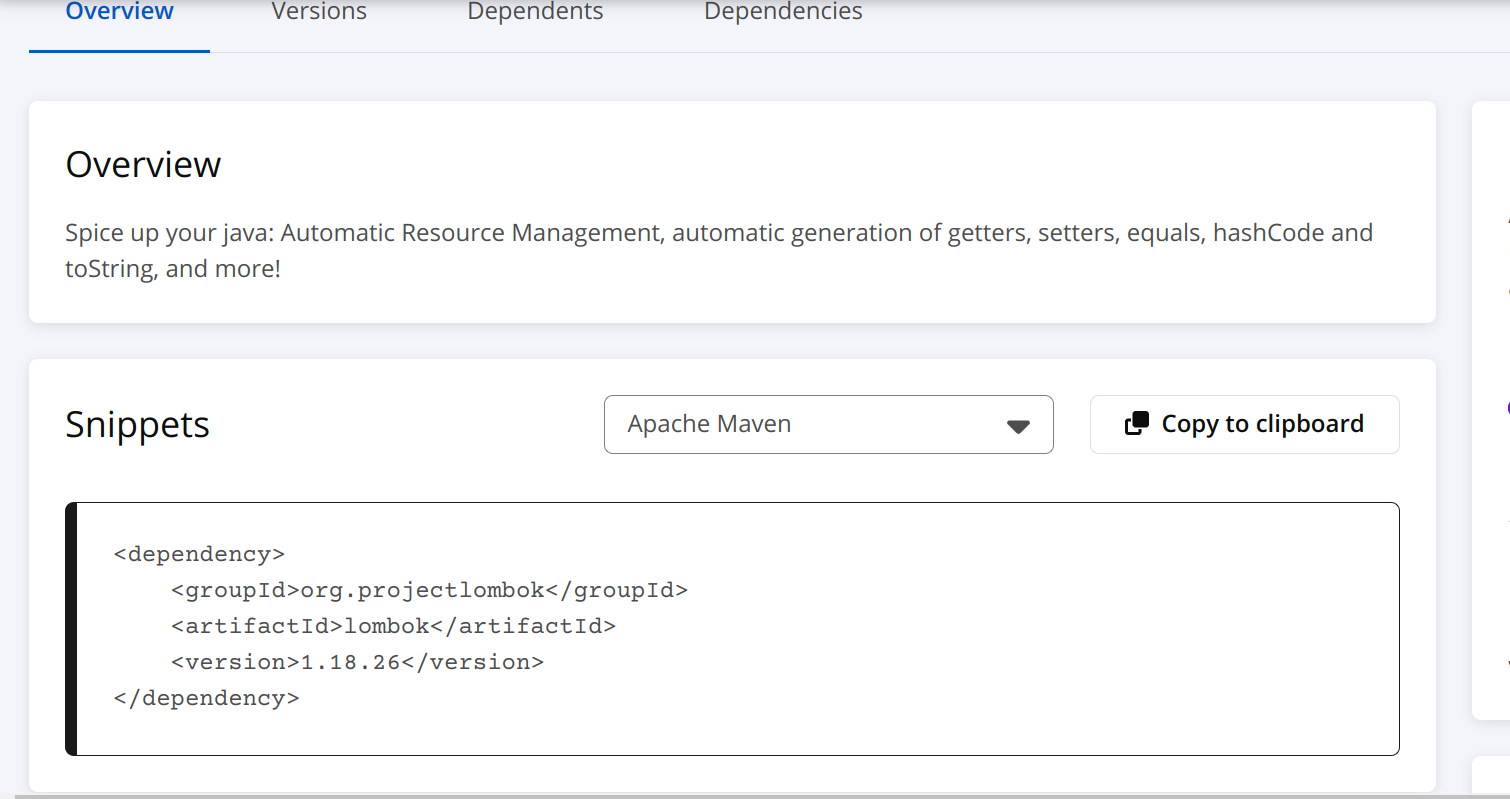 Overview Versions Dependents Dependencies
Overview
Spice up your java: Automatic Resource Management, automatic generation of getters, setters, equals, hashCode and
toString, and more!
Snippets Apache Maven Copy to clipboard
<dependency>
    <groupId>org.projectlombok</groupId>
    <artifactId>lombok</artifactId>
    <version>1.18.26</version>
</dependency>